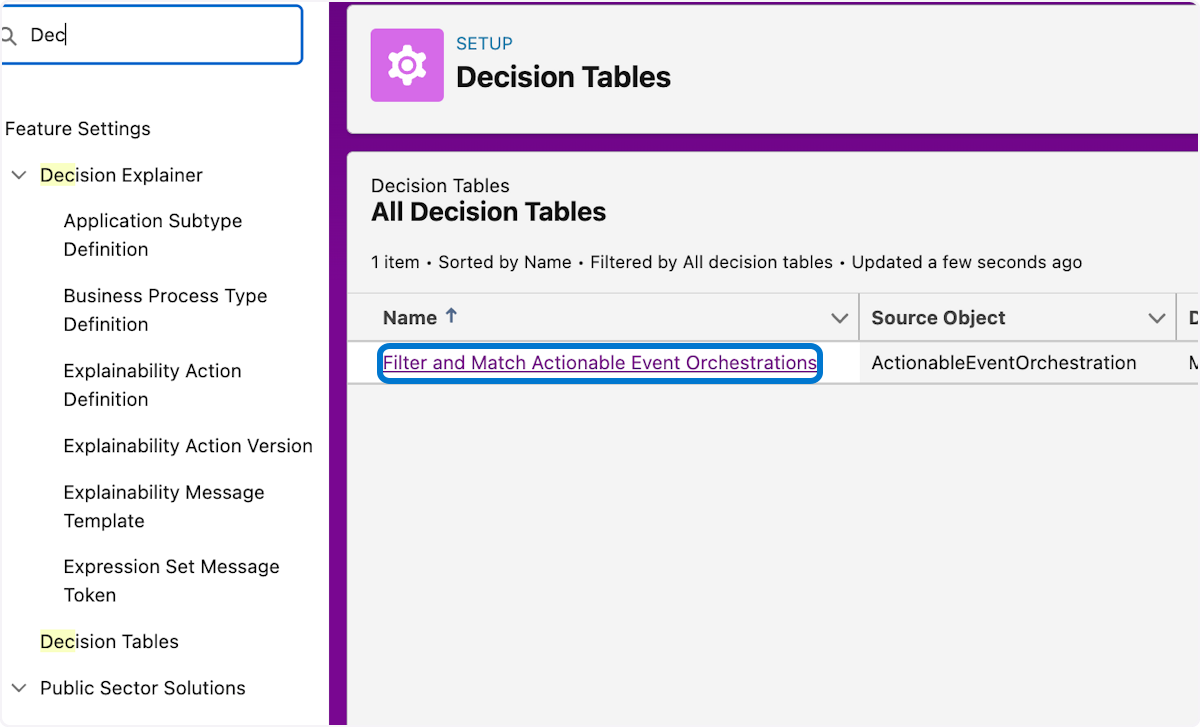 Dec
Feature Settings
Decision Explainer
Application Subtype
Definition
Business Process Type
Definition
Explainability Action
Definition
Explainability Action Version
Explainability Message
Template
Expression Set Message
Token
Decision Tables
Public Sector Solutions
SETUP
Decision Tables
Decision Tables
All Decision Tables
1 item • Sorted by Name • Filtered by All decision tables • Updated a few seconds ago
Name ↑ Source Object
Filter and Match Actionable Event Orchestrations ActionableEventOrchestration